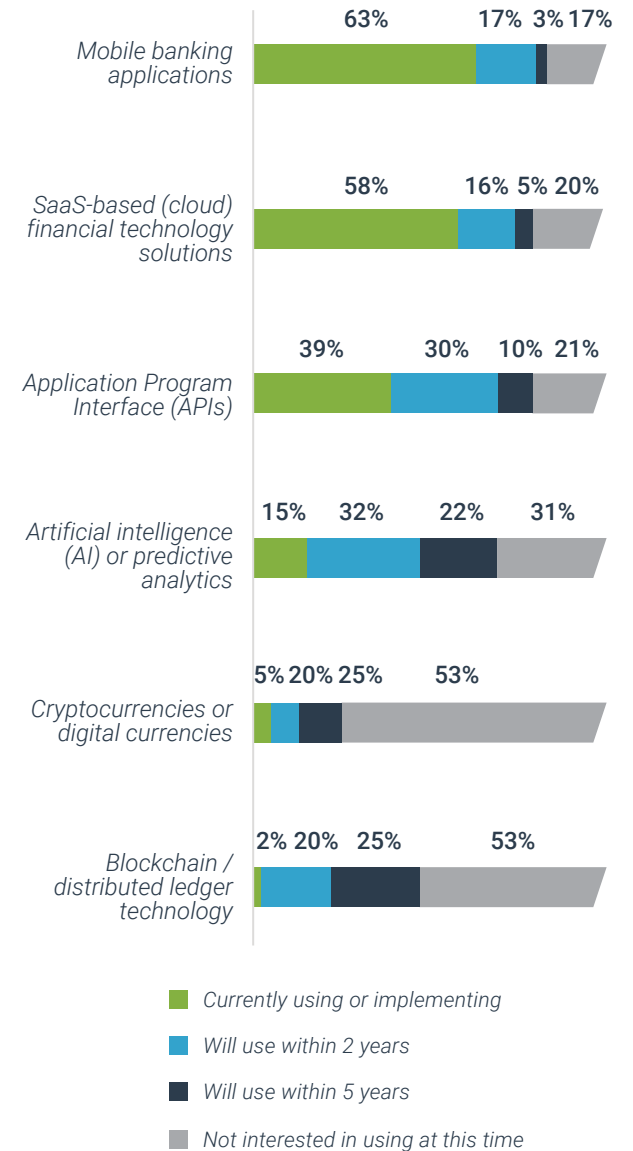 63% 17% 3% 17%
Mobile banking
applications
58% 16% 5% 20%
SaaS-based (cloud)
financial technology
solutions
39% 30% 10% 21%
Application Program
Interface (APIs)
15% 32% 22% 31%
Artificial intelligence
(AI) or predictive
analytics
5% 20% 25% 53%
Cryptocurrencies or
digital currencies
2% 20% 25% 53%
Blockchain /
distributed ledger
technology
Currently using or implementing
Will use within 2 years
Will use within 5 years
Not interested in using at this time